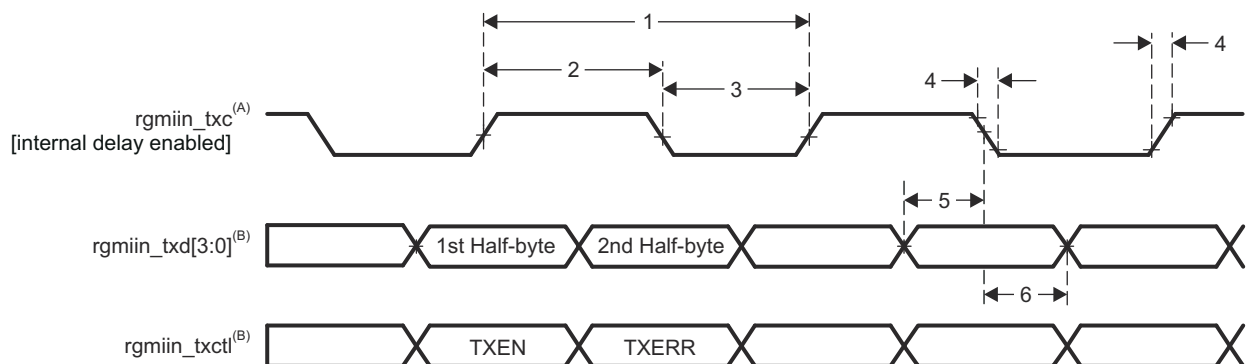 1
2
3
4
4
rgmiin_txc(A)
[internal delay enabled]
5
rgmiin_txd[3:0](B)
1st Half-byte
2nd Half-byte
6
rgmiin_txctl(B)
TXEN
TXERR